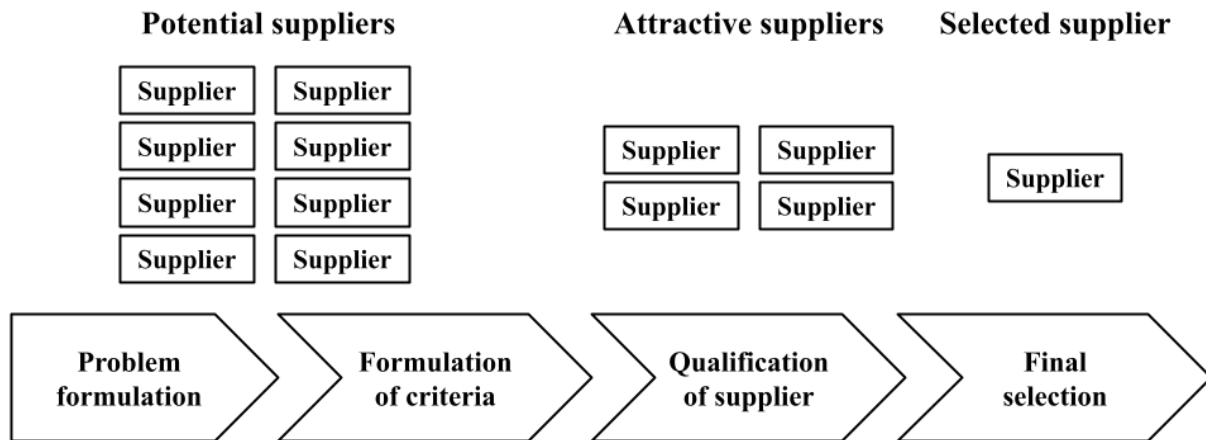 Potential suppliers
Attractive suppliers
Selected supplier
Supplier Supplier
Supplier Supplier
Supplier Supplier
Supplier Supplier
Supplier Supplier
Supplier Supplier
Supplier
Problem
formulation
Formulation
of criteria
Qualification
of supplier
Final
selection